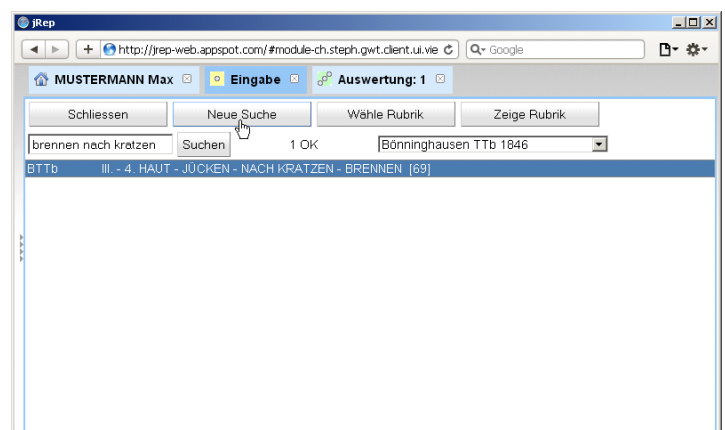 jRep
http://jrep-web.appspot.com/#module-ch.steph.gwt.client.ui.vie Google
MUSTERMANN Max Eingabe Auswertung: 1
Schliessen Neue Suche Wähle Rubrik Zeige Rubrik
brennen nach kratzen Suchen 1 OK Bönninghausen TTb 1846
BTTb III. - 4. HAUT - JÜCKEN - NACH KRATZEN - BRENNEN [69]